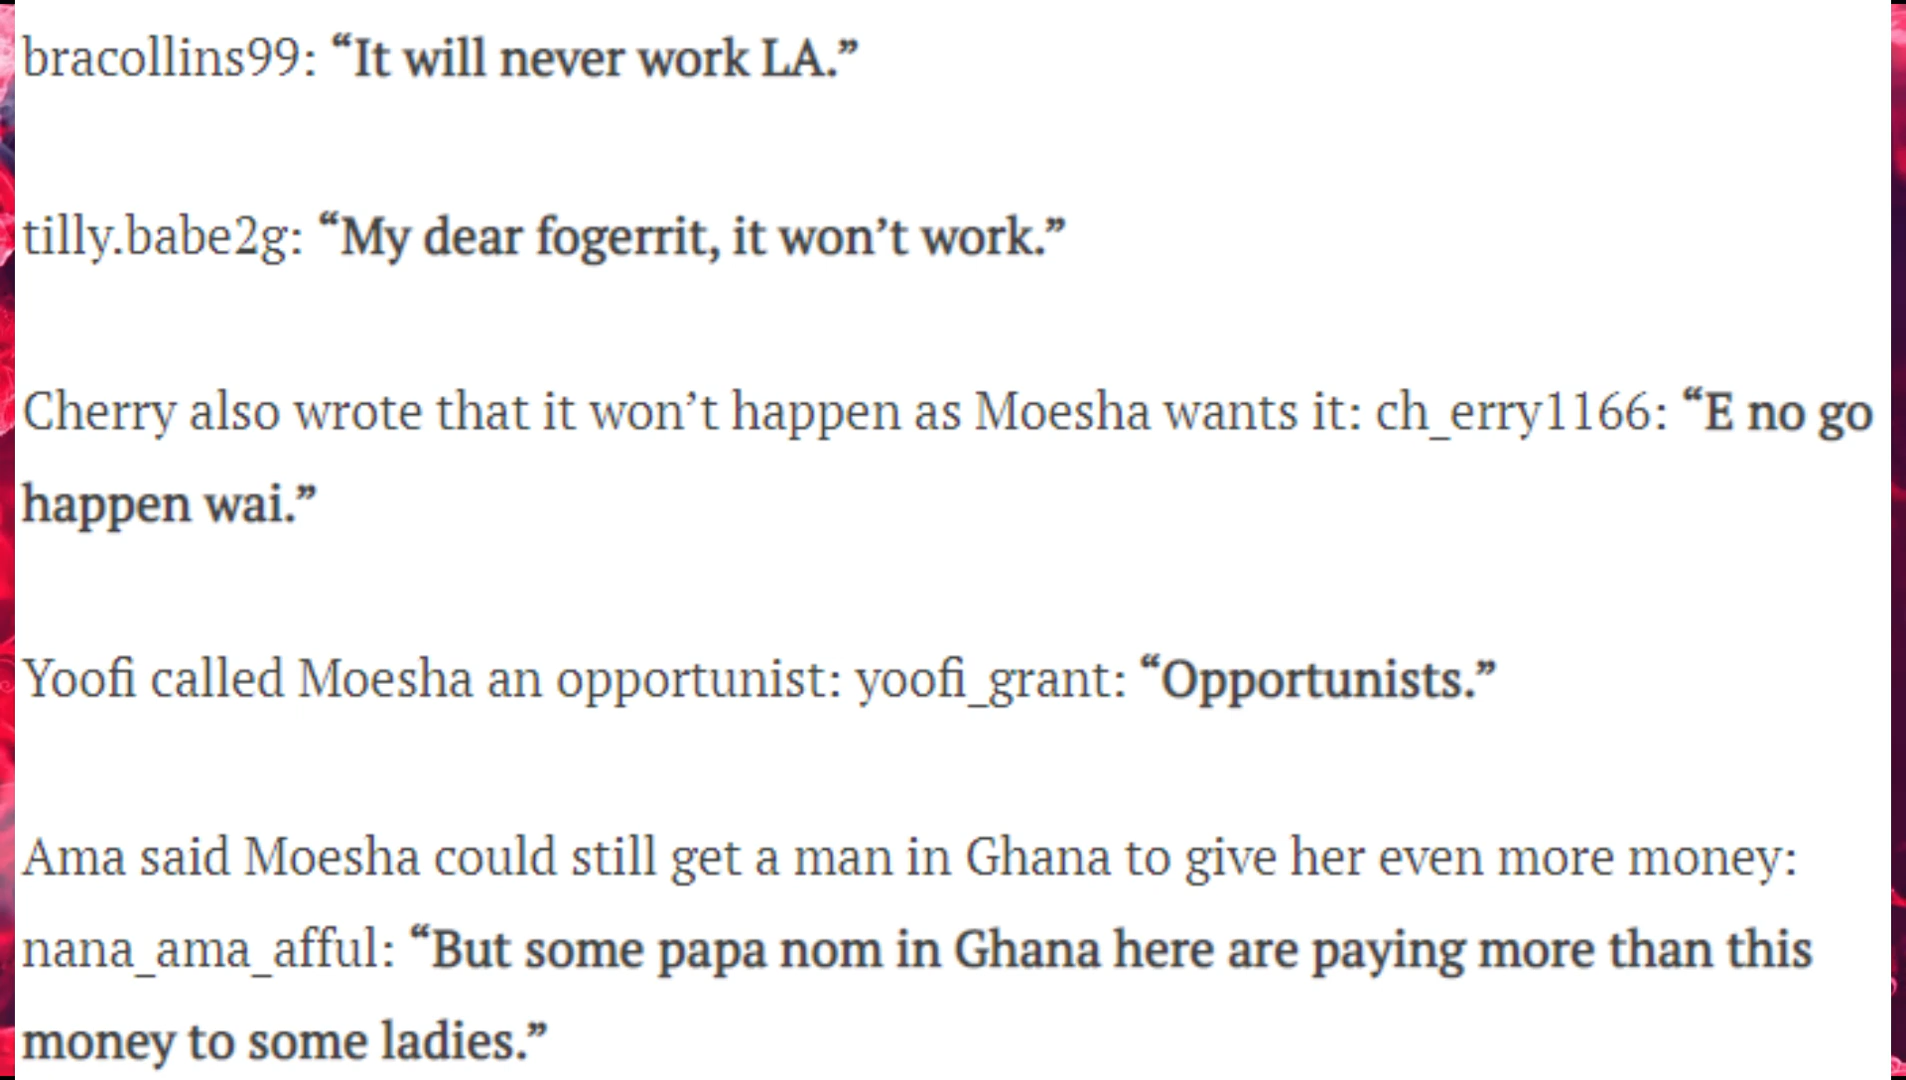 bracollins99: “It will never work LA.”
tilly.babe2g: “My dear fogerrit, it won’t work.”
Cherry also wrote that it won’t happen as Moesha wants it: ch_erry1166: “E no go
happen wai.”
Yoofi called Moesha an opportunist: yoofi_grant: “Opportunists.”
Ama said Moesha could still get a man in Ghana to give her even more money:
nana_ama_afful: “But some papa nom in Ghana here are paying more than this
money to some ladies.”